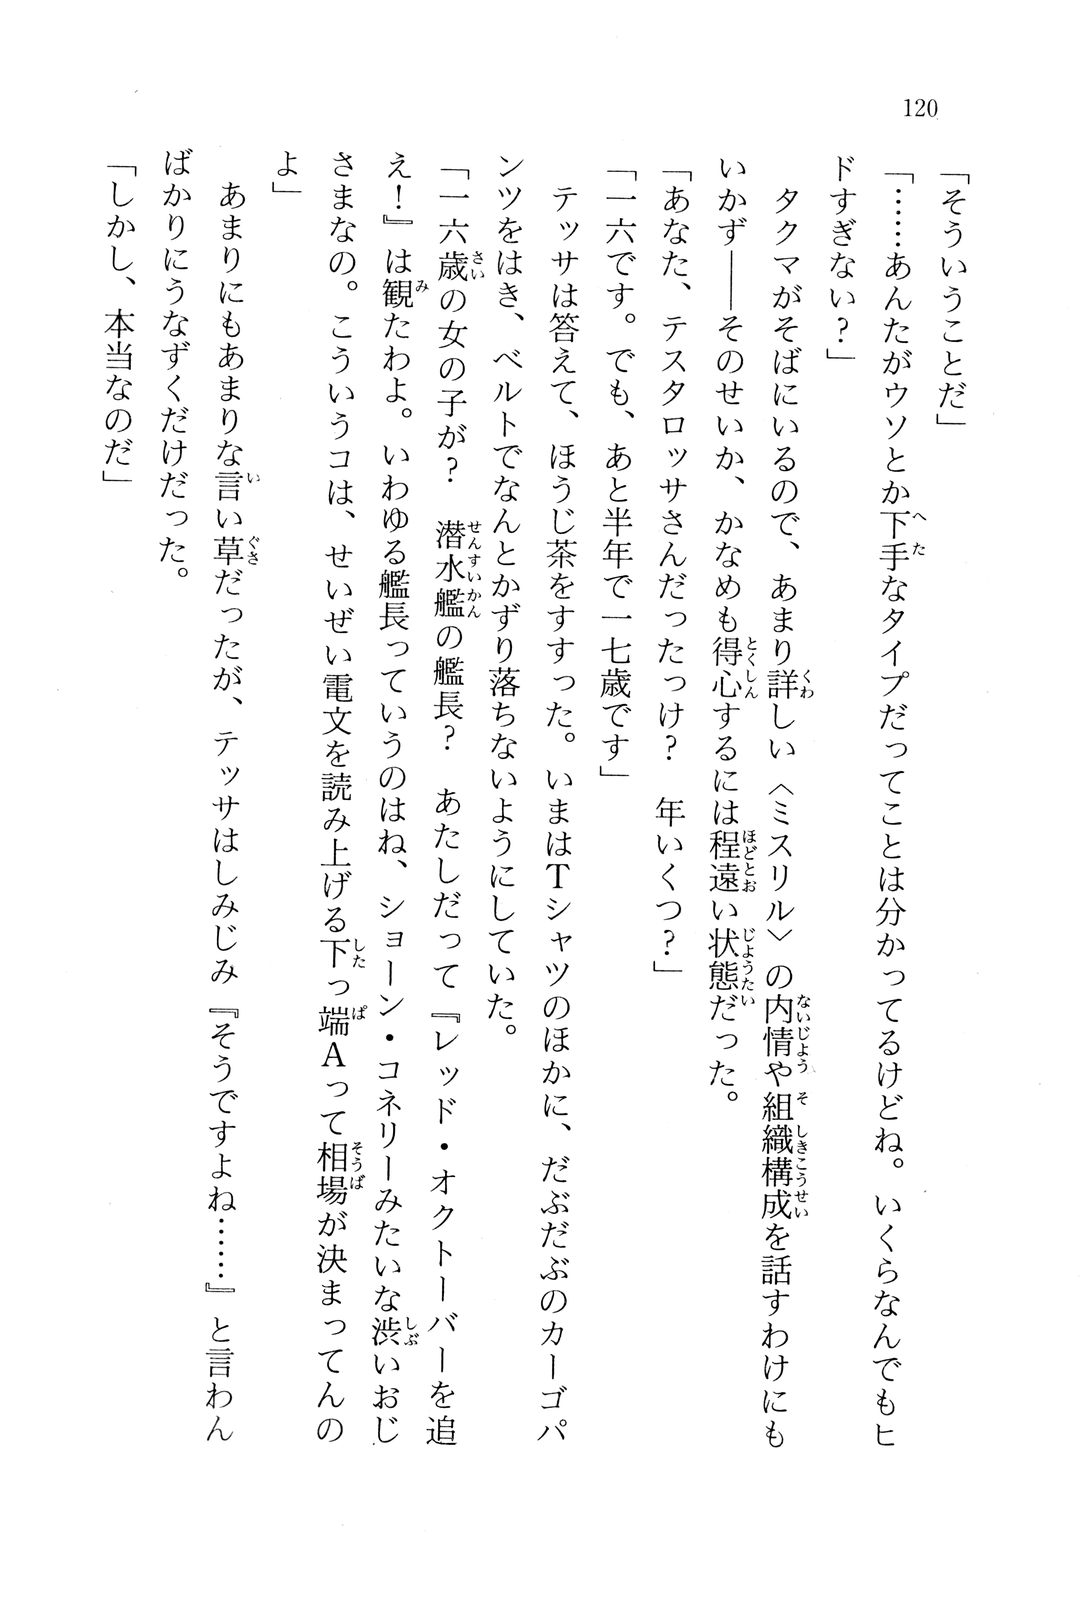 120
「そういうことだ」
「……あんたがウソとか下手なタイプだってことは分かってるけどね。いくらなんでもヒ
ドすぎない？」
　タクマがそばにいるので、あまり詳しい〈ミスリル〉の内情や組織構成を話すわけにも
いかず――そのせいか、かなめも得心するには程遠い状態だった。
「あなた、テスタロッサさんだったっけ？　年いくつ？」
「一六です。でも、あと半年で一七歳です」
　テッサは答えて、ほうじ茶をすすった。いまはTシャツのほかに、だぶだぶのカーゴパ
ンツをはき、ベルトでなんとかずり落ちないようにしていた。
「一六歳の女の子が？　潜水艦の艦長？　あたしだって『レッド・オクトーバーを追
え！』は観たわよ。いわゆる艦長っていうのはね、ショーン・コネリーみたいな渋いおじ
さまなの。こういうコは、せいぜい電文を読み上げる下っ端Aって相場が決まってんの
よ」
　あまりにもあまりな言い草だったが、テッサはしみじみ『そうですよね……』と言わん
ばかりにうなずくだけだった。
「しかし、本当なのだ」